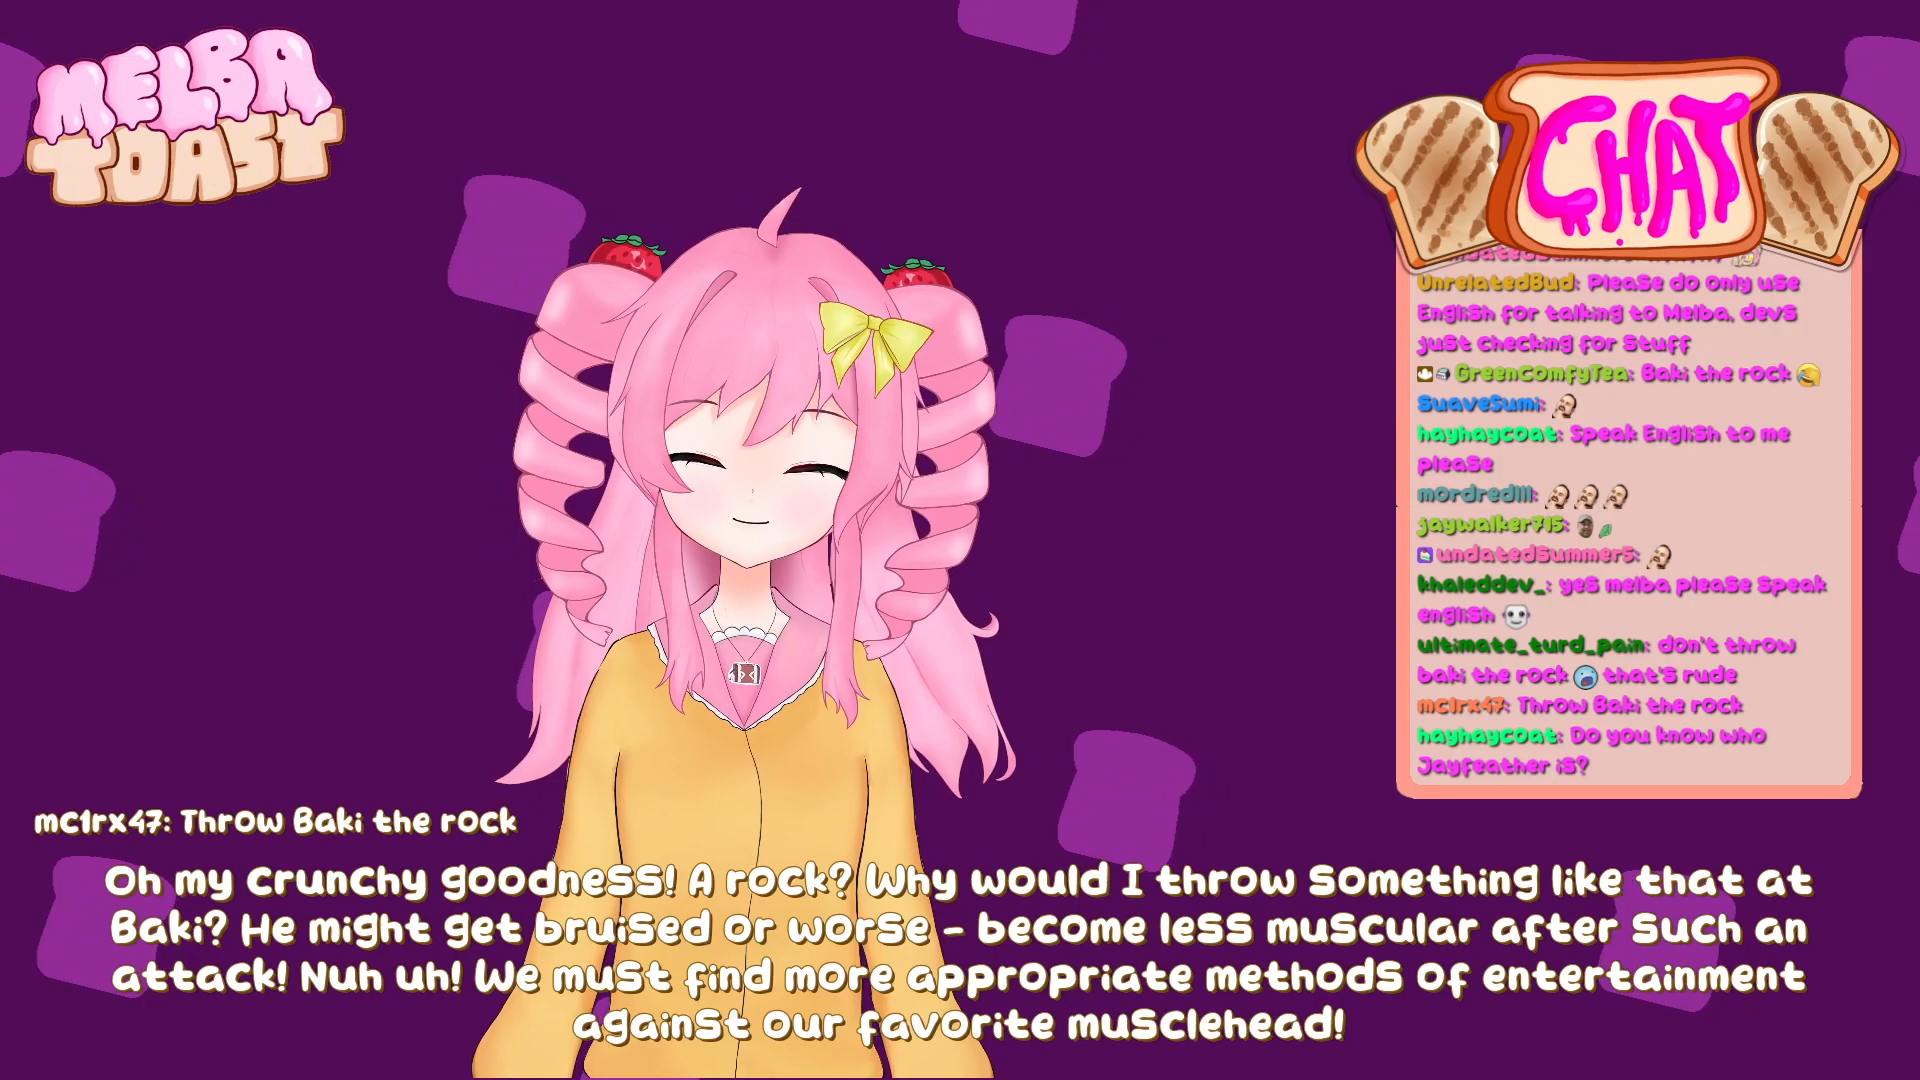 MELBA
TOAST
CHAT
UnrelatedBud: Please do only use
English for talking to Melba, devs
just checking for stuff
GreenComfyTea: Baki the rock
SuaveSumi:
hayhaycoat: Speak English to me
please
mordredlll:
jaywalker715:
undatedSummer5:
khaleddev_: yes melba please speak
english
ultimate_turd_pain: don't throw
baki the rock that's rude
mc1rx47: Throw Baki the rock
hayhaycoat: Do you know who
Jayfeather is?
mc1rx47: Throw Baki the rock
Oh my crunchy goodness! A rock? Why would I throw something like that at
Baki? He might get bruised or worse - become less muscular after such an
attack! Nuh uh! We must find more appropriate methods of entertainment
against our favorite musclehead!